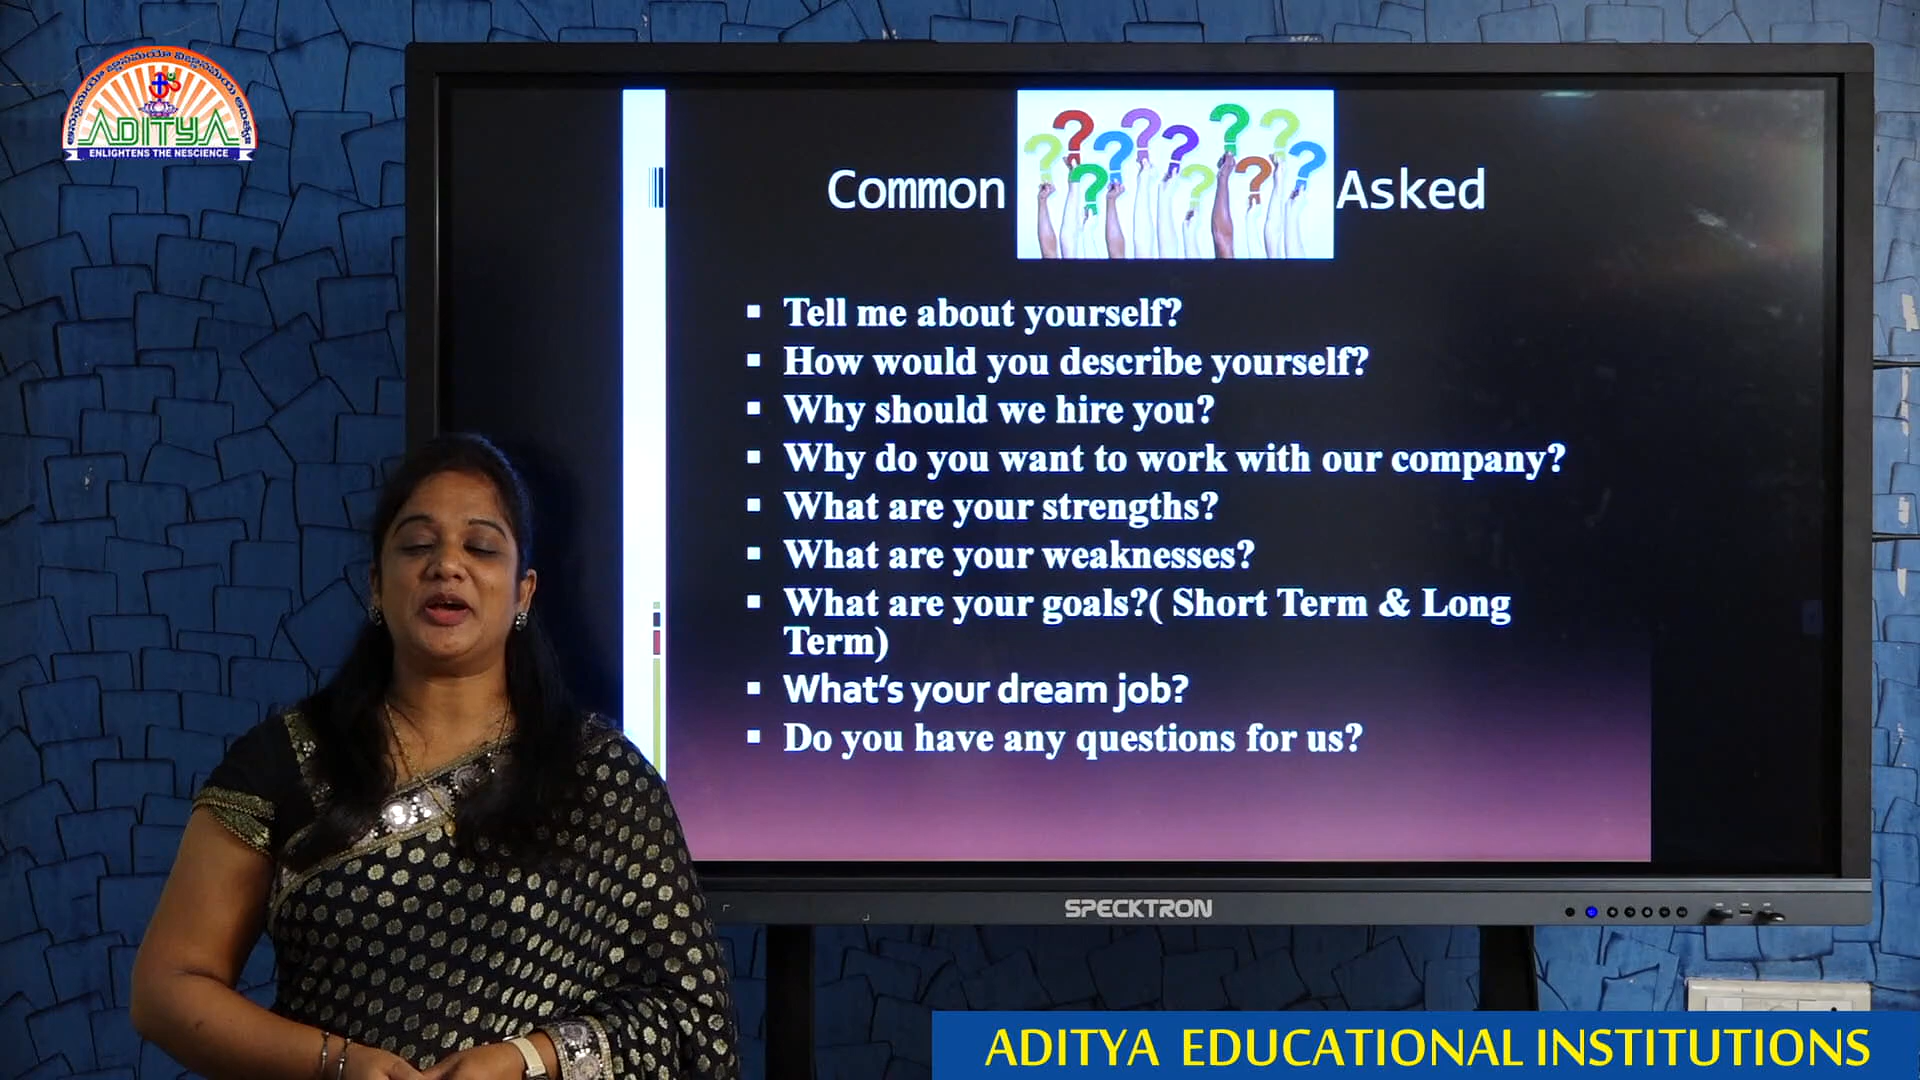 ADITYA
ENLIGHTENS THE NESCIENCE
Common Asked
▪ Tell me about yourself?
▪ How would you describe yourself?
▪ Why should we hire you?
▪ Why do you want to work with our company?
▪ What are your strengths?
▪ What are your weaknesses?
▪ What are your goals?( Short Term & Long
Term)
▪ What's your dream job?
▪ Do you have any questions for us?
SPECKTRON
ADITYA EDUCATIONAL INSTITUTIONS